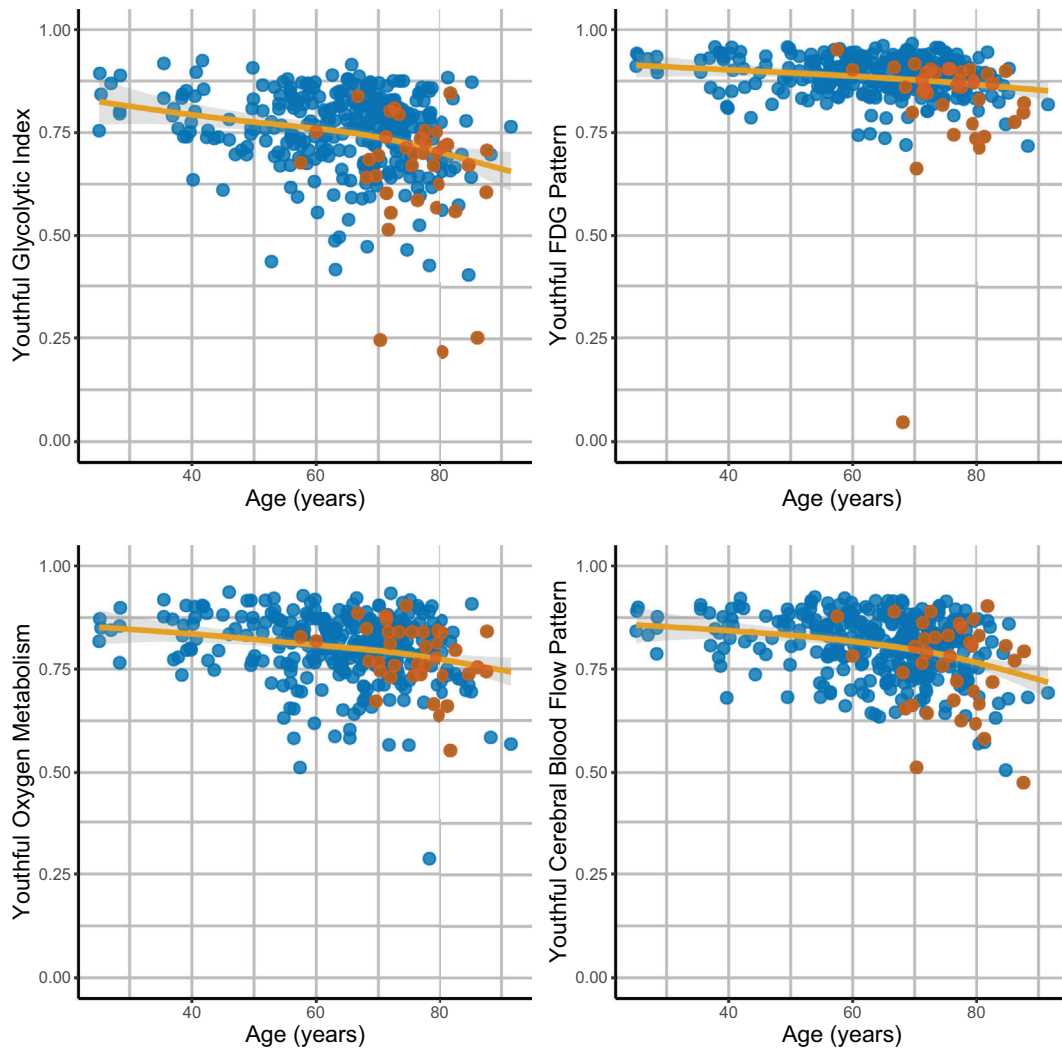 Youthful Glycolytic Index
1.00
0.75
0.50
0.25
0.00
40 60 80
Age (years)
Youthful FDG Pattern
1.00
0.75
0.50
0.25
0.00
40 60 80
Age (years)
Youthful Oxygen Metabolism
1.00
0.75
0.50
0.25
0.00
40 60 80
Age (years)
Youthful Cerebral Blood Flow Pattern
1.00
0.75
0.50
0.25
0.00
40 60 80
Age (years)